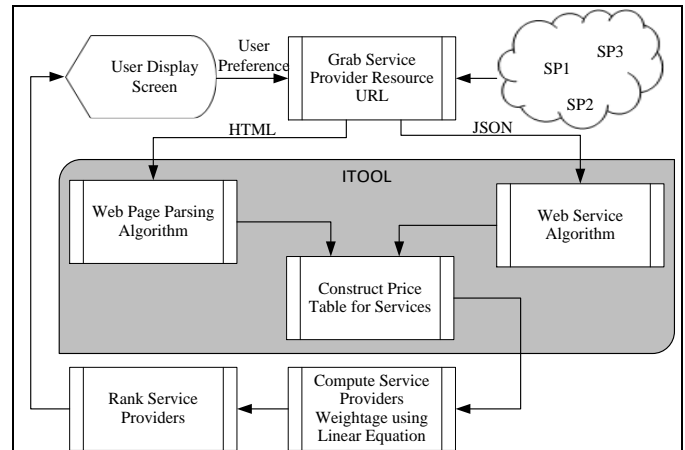 User Display
Screen
User
Preference
Grab Service
Provider Resource
URL
SP1
SP3
SP2
HTML
JSON
ITOOL
Web Page Parsing
Algorithm
Web Service
Algorithm
Construct Price
Table for Services
Rank Service
Providers
Compute Service
Providers
Weightage using
Linear Equation